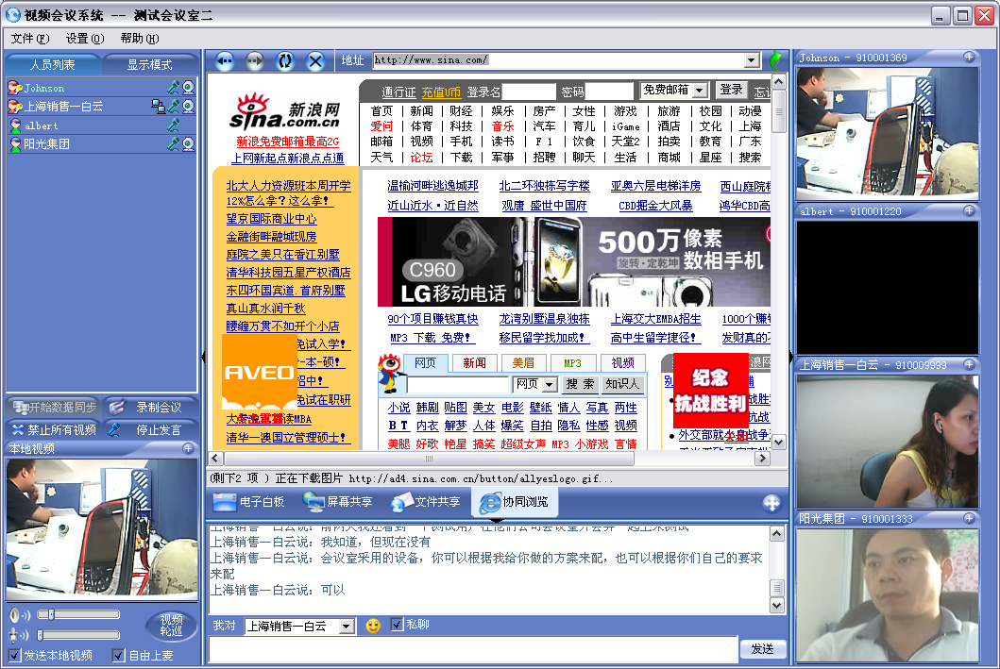 视频会议系统 -- 测试会议室二
文件(F) 设置(O) 帮助(H)
人员列表 显示模式
Johnson
上海销售一白云
albert
阳光集团
开始数据同步 录制会议
禁止所有视频 停止发言
本地视频
视频轮巡
发送本地视频 自由上麦
地址 http://www.sina.com/
新浪网
sina.com.cn
新浪免费邮箱最高2G
上网新起点新浪点点通
通行证 充值U币 登录名 密码 免费邮箱 登录
首页 新闻 财经 娱乐 房产 女性 游戏 旅游 校园 动漫
爱问 体育 科技 音乐 汽车 育儿 iGame 酒店 文化 上海
邮箱 视频 手机 读书 F 1 饮食 天堂2 拍卖 教育 广东
天气 论坛 下载 军事 招聘 聊天 生活 商城 星座 搜索
北大人力资源班本周开学
12%怎么拿？这么拿!
望京国际商业中心
金融街畔融城现房
庭院之美只在香江别墅
清华科技园五星产权酒店
东四环国宾道.首府别墅
真山真水润千秋
腰缠万贯不如开个小店
免试入学!
-本-硕!
招中!
免试在职研
读MBA
清华一澳国立管理硕士!
AVEO
温榆河畔逃逸城邦 北二环独栋写字楼 亚奥六层电梯洋房 西山庭院
近山近水·近自然 观唐 盛世中国府 CBD掘金大风暴 鸿华CBD高
500万像素
旋转·定乾坤 数相手机
C960
LG移动电话
90个项目赚钱真快 龙湾别墅温泉独栋 上海交大EMBA招生 1000个赚
MP3 下载 免费! 移民留学找加成! 高中生留学捷径! 发财真的
网页 新闻 美眉 MP3 视频
网页 搜 索 知识人
小说 韩剧 贴图 美女 电影 壁纸 情人 写真 两性
B T 内衣 解梦 人体 爆笑 自拍 隐私 性感 视频
美腿 好歌 艳星 搞笑 超级女声 MP3 小游戏 言情
纪念
抗战胜利
(剩下2 项 ) 正在下载图片 http://ad4.sina.com.cn/button/allyeslogo.gif...
电子白板 屏幕共享 文件共享 协同浏览
上海销售一白云说: 我知道，但现在没有
上海销售一白云说: 会议室采用的设备，你可以根据我给你做的方案来配，也可以根据你们自己的要求
来配
上海销售一白云说: 可以
我对 上海销售一白云 私聊
发送
Johnson - 910001369
albert - 910001220
上海销售一白云 - 910009999
阳光集团 - 910001333